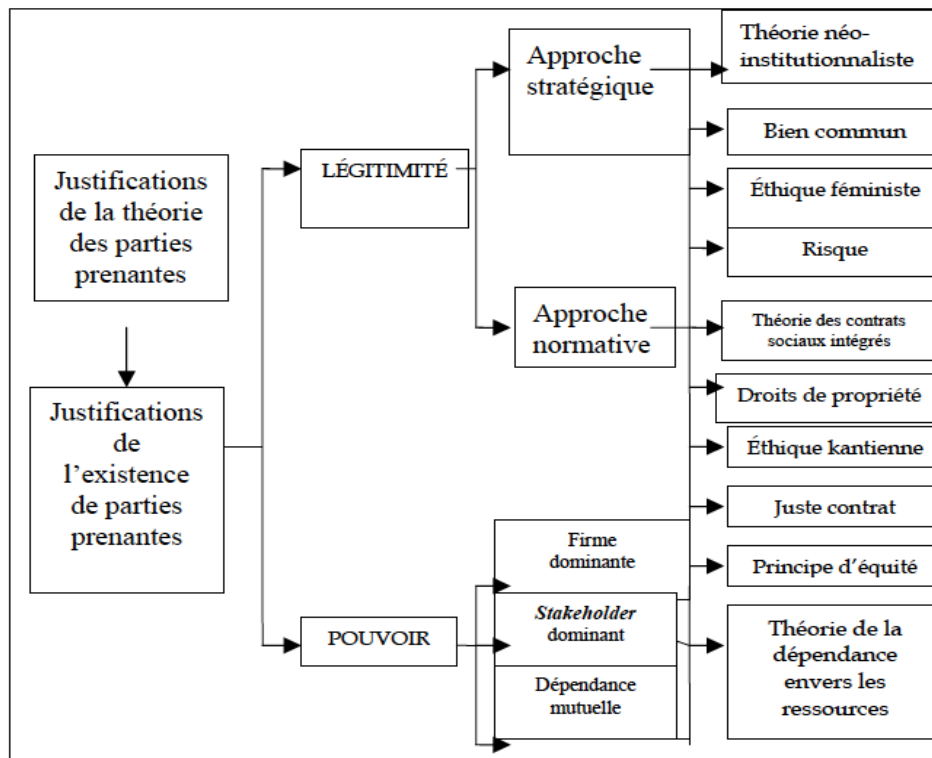 Justifications
de la théorie
des parties
prenantes
Justifications
de
l’existence
de parties
prenantes
LÉGITIMITÉ
POUVOIR
Approche
stratégique
Approche
normative
Firme
dominante
Stakeholder
dominant
Dépendance
mutuelle
Théorie néo-
institutionnaliste
Bien commun
Éthique féministe
Risque
Théorie des contrats
sociaux intégrés
Droits de propriété
Éthique kantienne
Juste contrat
Principe d’équité
Théorie de la
dépendance
envers les
ressources